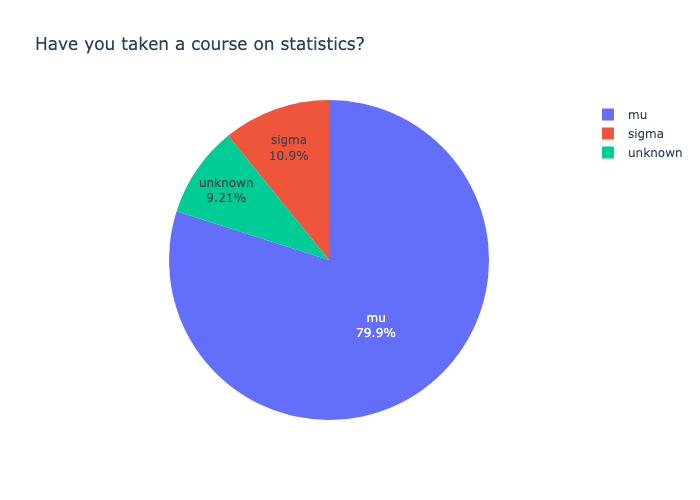 Have you taken a course on statistics?
mu
sigma
unknown
sigma
10.9%
unknown
9.21%
mu
79.9%